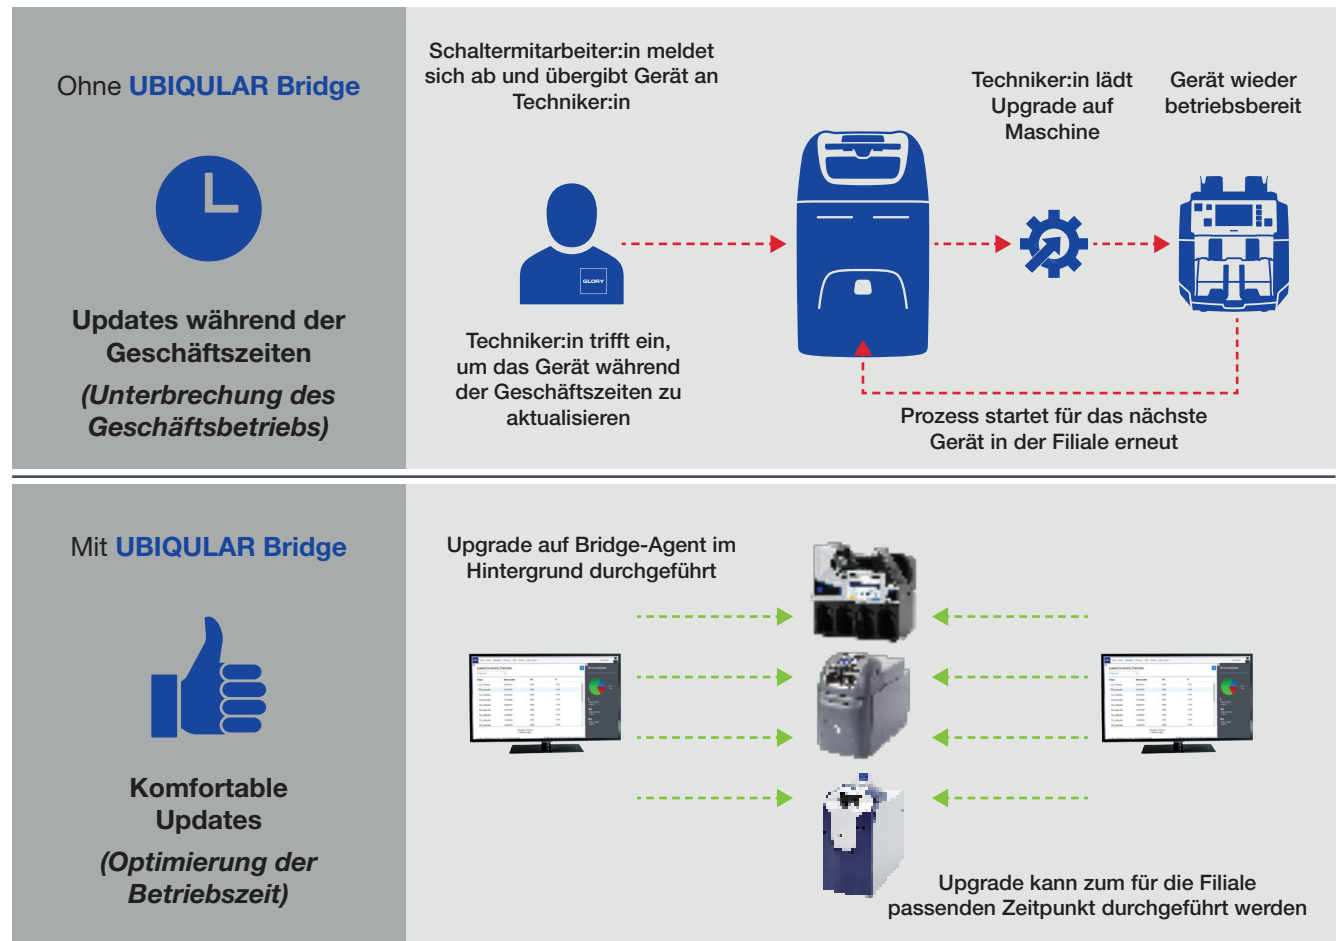 Ohne UBIQULAR Bridge
Updates während der
Geschäftszeiten
(Unterbrechung des
Geschäftsbetriebs)
Schaltermitarbeiter:in meldet
sich ab und übergibt Gerät an
Techniker:in
GLORY
Techniker:in trifft ein,
um das Gerät während
der Geschäftszeiten zu
aktualisieren
Techniker:in lädt
Upgrade auf
Maschine
Gerät wieder
betriebsbereit
Prozess startet für das nächste
Gerät in der Filiale erneut
Mit UBIQULAR Bridge
Komfortable
Updates
(Optimierung der
Betriebszeit)
Upgrade auf Bridge-Agent im
Hintergrund durchgeführt
Upgrade kann zum für die Filiale
passenden Zeitpunkt durchgeführt werden